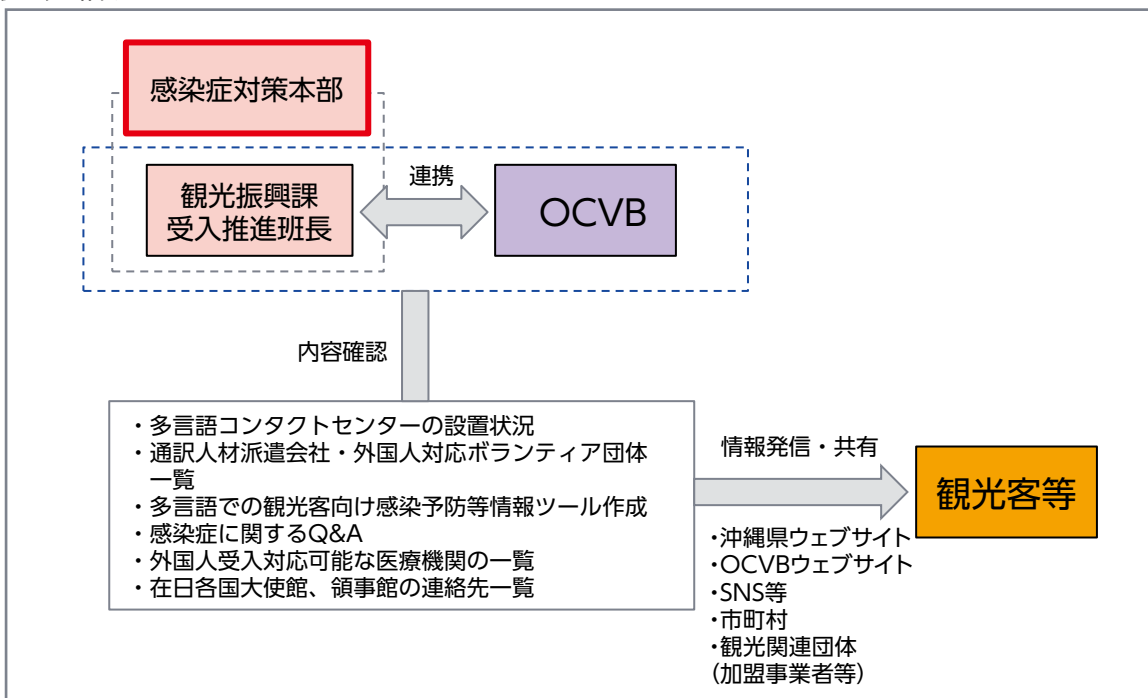 感染症対策本部
観光振興課
受入推進班長
連携
OCVB
内容確認
・多言語コンタクトセンターの設置状況
・通訳人材派遣会社・外国人対応ボランティア団体
一覧
・多言語での観光客向け感染予防等情報ツール作成
・感染症に関するQ&A
・外国人受入対応可能な医療機関の一覧
・在日各国大使館、領事館の連絡先一覧
情報発信・共有
観光客等
・沖縄県ウェブサイト
・OCVBウェブサイト
・SNS等
・市町村
・観光関連団体
(加盟事業者等)